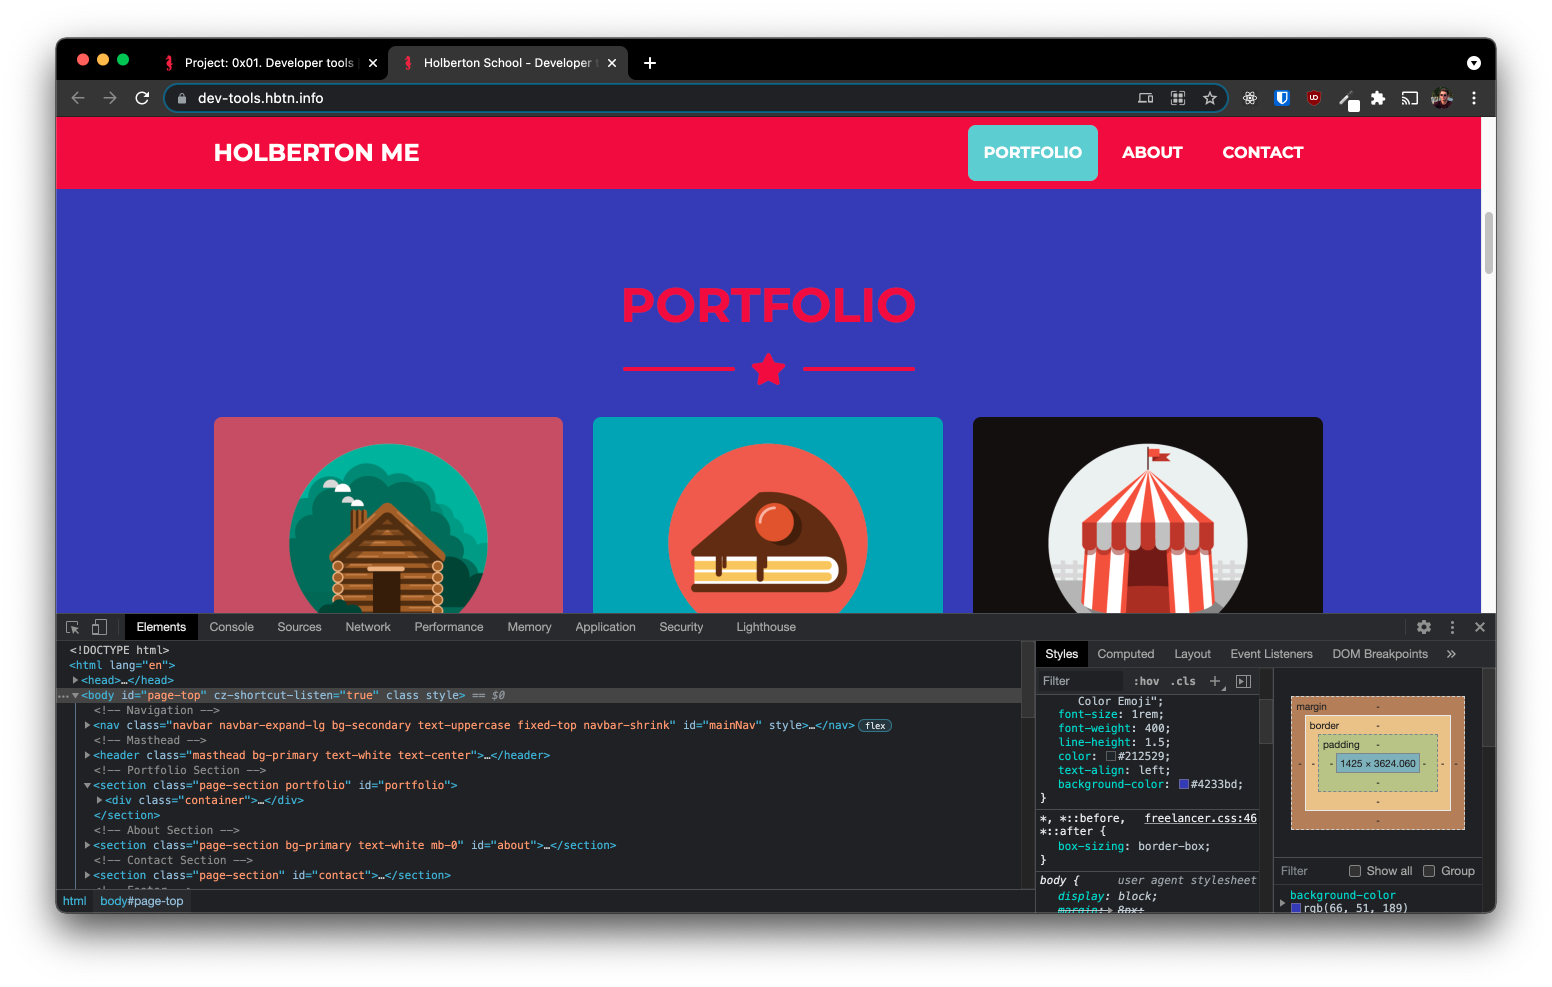 Project: 0x01. Developer tools
Holberton School - Developer t
dev-tools.hbtn.info
HOLBERTON ME
PORTFOLIO
ABOUT
CONTACT
PORTFOLIO
Elements Console Sources Network Performance Memory Application Security Lighthouse
<!DOCTYPE html>
<html lang="en">
<head>…</head>
<body id="page-top" cz-shortcut-listen="true" class style> == $0
<!-- Navigation -->
<nav class="navbar navbar-expand-lg bg-secondary text-uppercase fixed-top navbar-shrink" id="mainNav" style>…</nav> flex
<!-- Masthead -->
<header class="masthead bg-primary text-white text-center">…</header>
<!-- Portfolio Section -->
<section class="page-section portfolio" id="portfolio">
<div class="container">…</div>
</section>
<!-- About Section -->
<section class="page-section bg-primary text-white mb-0" id="about">…</section>
<!-- Contact Section -->
<section class="page-section" id="contact">…</section>
html body#page-top
Styles Computed Layout Event Listeners DOM Breakpoints »
Filter :hov .cls +
Color Emoji";
font-size: 1rem;
font-weight: 400;
line-height: 1.5;
color: #212529;
text-align: left;
background-color: #4233bd;
}
*, *::before, freelancer.css:46
*::after {
box-sizing: border-box;
}
body { user agent stylesheet
display: block;
margin: 8px;
margin -
border -
padding -
- - - 1425 × 3624.060 - - -
-
-
-
Filter Show all Group
background-color
rgb(66, 51, 189)